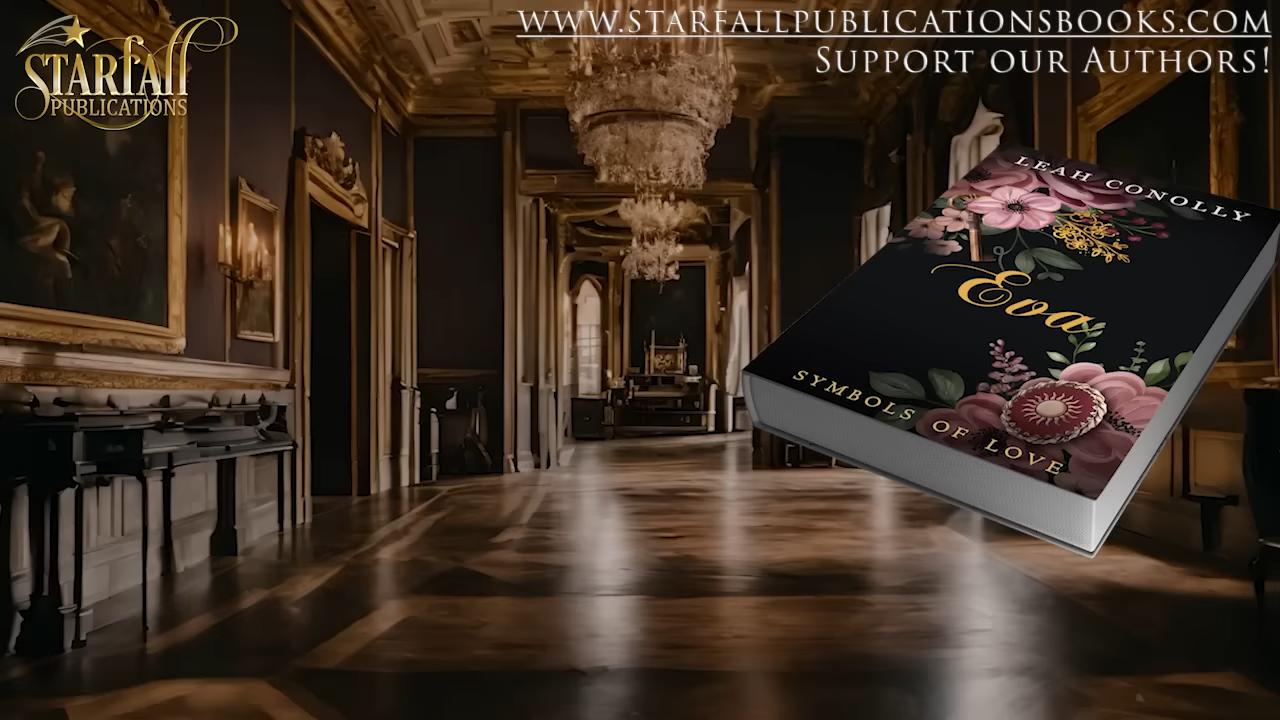 STARfall
PUBLICATIONS
WWW.STARFALLPUBLICATIONSBOOKS.COM
SUPPORT OUR AUTHORS!
LEAH CONOLLY
Eva
SYMBOLS OF LOVE